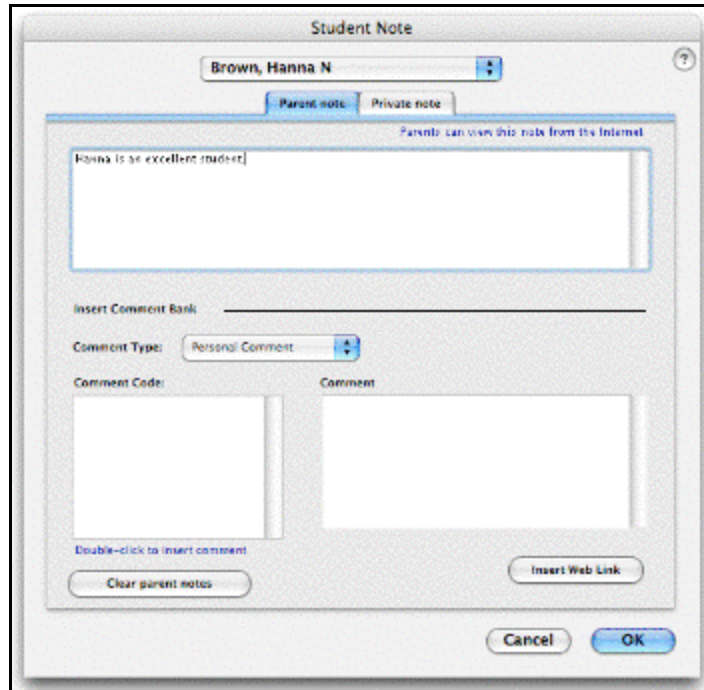 Student Note
Brown, Hanna N
?
Parent note Private note
Parents can view this note from the Internet
Hanna is an excellent student.
Insert Comment Bank
Comment Type: Personal Comment
Comment Code: Comment
Double-click to insert comment
Insert Web Link
Clear parent notes
Cancel OK